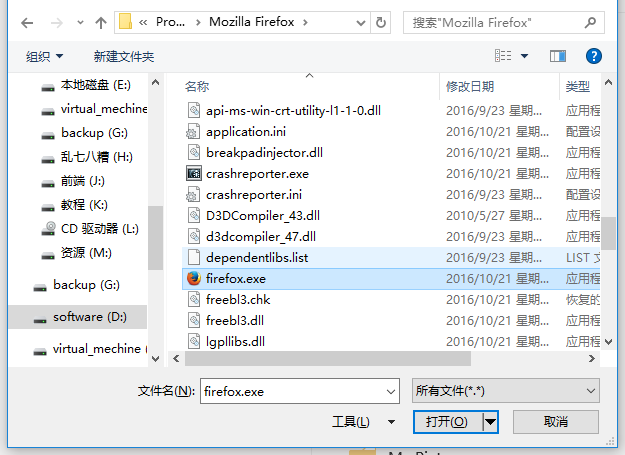 « Pro... › Mozilla Firefox › 搜索"Mozilla Firefox"
组织 新建文件夹
名称 修改日期 类型
本地磁盘 (E:)
virtual_mechine
backup (G:)
乱七八糟 (H:)
前端 (J:)
教程 (K:)
CD 驱动器 (L:)
资源 (M:)
backup (G:)
software (D:)
virtual_mechine (
api-ms-win-crt-utility-l1-1-0.dll 2016/9/23 星期... 应用程
application.ini 2016/10/21 星期... 配置设
breakpadinjector.dll 2016/10/21 星期... 应用程
crashreporter.exe 2016/10/21 星期... 应用程
crashreporter.ini 2016/9/23 星期... 配置设
D3DCompiler_43.dll 2010/5/27 星期... 应用程
d3dcompiler_47.dll 2016/9/23 星期... 应用程
dependentlibs.list 2016/9/23 星期... LIST 文
firefox.exe 2016/10/21 星期... 应用程
freebl3.chk 2016/10/21 星期... 恢复的
freebl3.dll 2016/10/21 星期... 应用程
lgpllibs.dll 2016/10/21 星期... 应用程
文件名(N): firefox.exe 所有文件(*.*)
工具(L) 打开(O) 取消